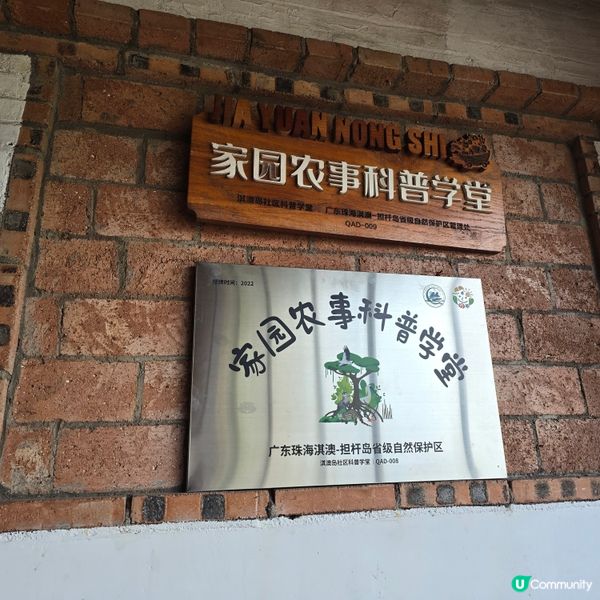 JIA YUAN NONG SHI
家园农事科普学堂
淇澳岛社区科普学堂 广东珠海淇澳-担杆岛省级自然保护区管理处
QAD-009
授牌时间：2022
家园农事科普学堂
广东珠海淇澳-担杆岛省级自然保护区
淇澳岛社区科普学堂 QAD-008
U Community